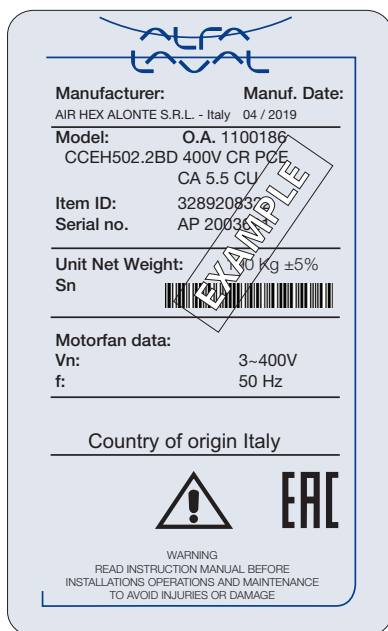 ALFA
LAVAL
Manufacturer: Manuf. Date:
AIR HEX ALONTE S.R.L. - Italy 04 / 2019
Model: O.A. 1100186
CCEH502.2BD 400V CR PCE
CA 5.5 CU
Item ID:
Serial no. AP
EXAMPLE
Unit Net Weight: Kg ±5%
Sn
Motorfan data:
Vn: 3~400V
f: 50 Hz
Country of origin Italy
EAC
WARNING
READ INSTRUCTION MANUAL BEFORE
INSTALLATIONS OPERATIONS AND MAINTENANCE
TO AVOID INJURIES OR DAMAGE